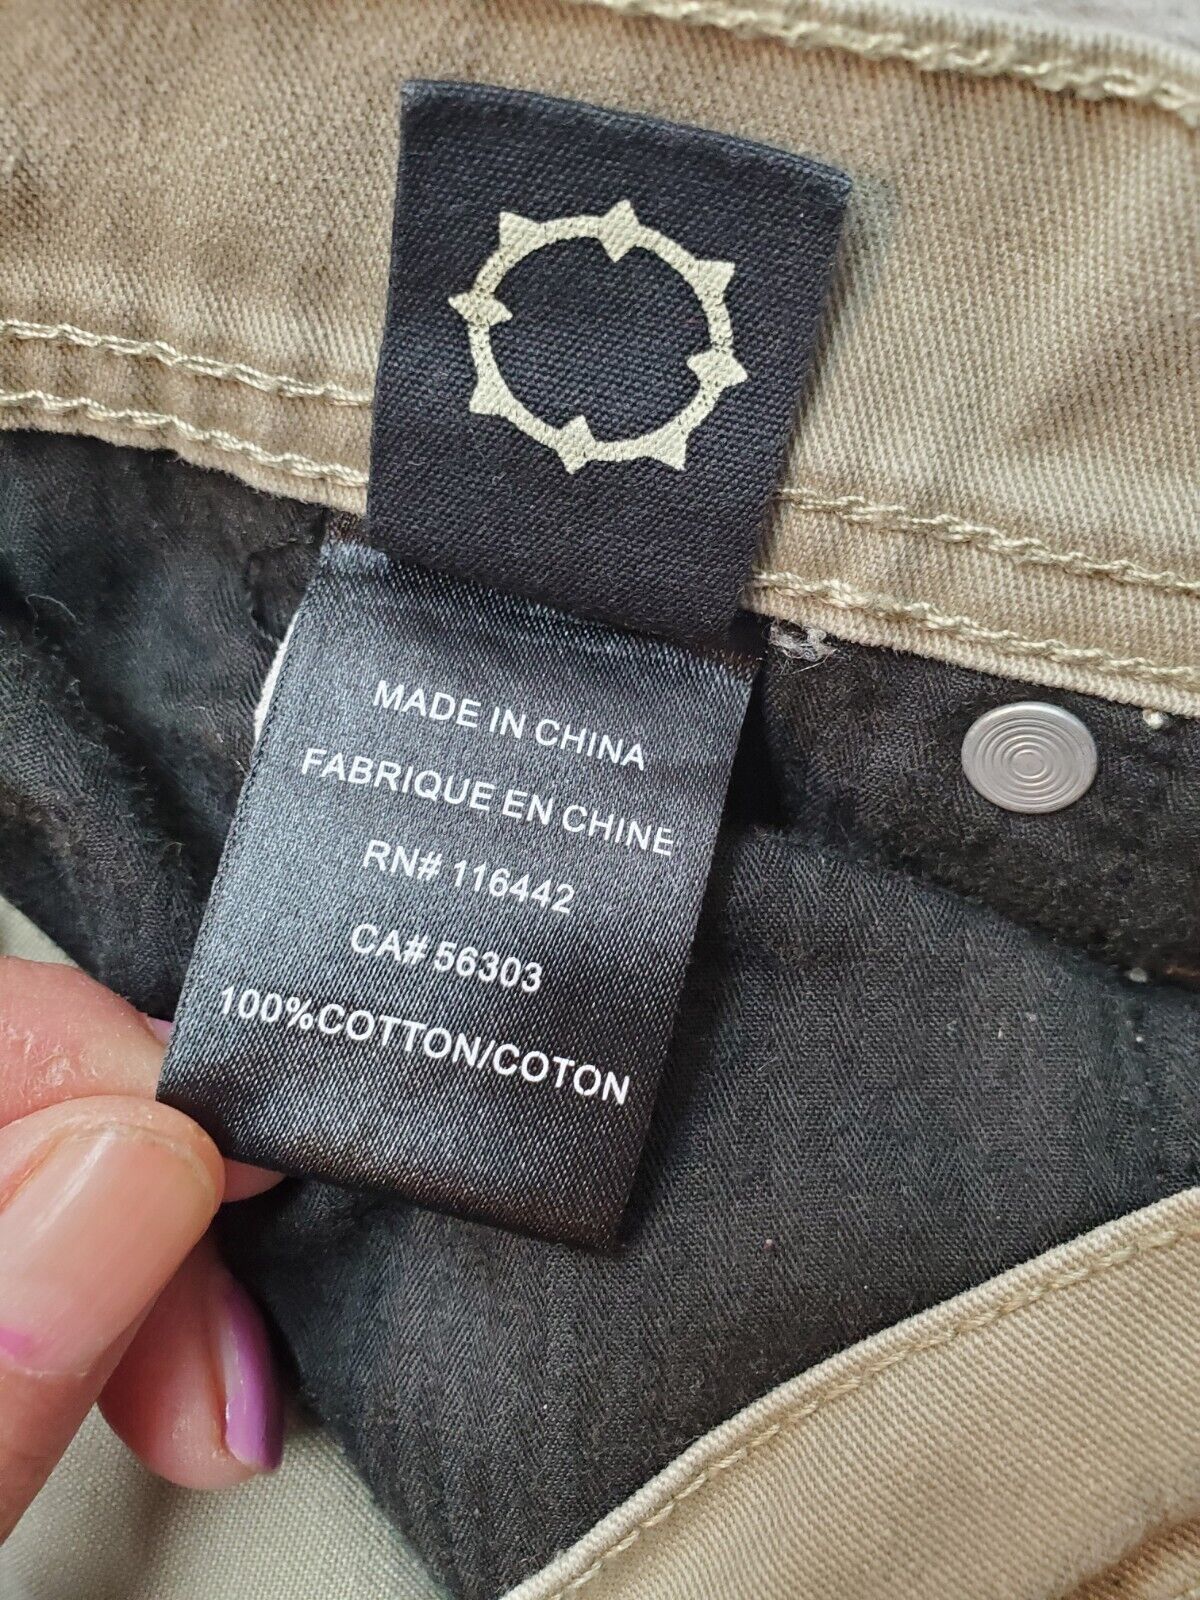 MADE IN CHINA
FABRIQUE EN CHINE
RN# 116442
CA# 56303
100%COTTON/COTON